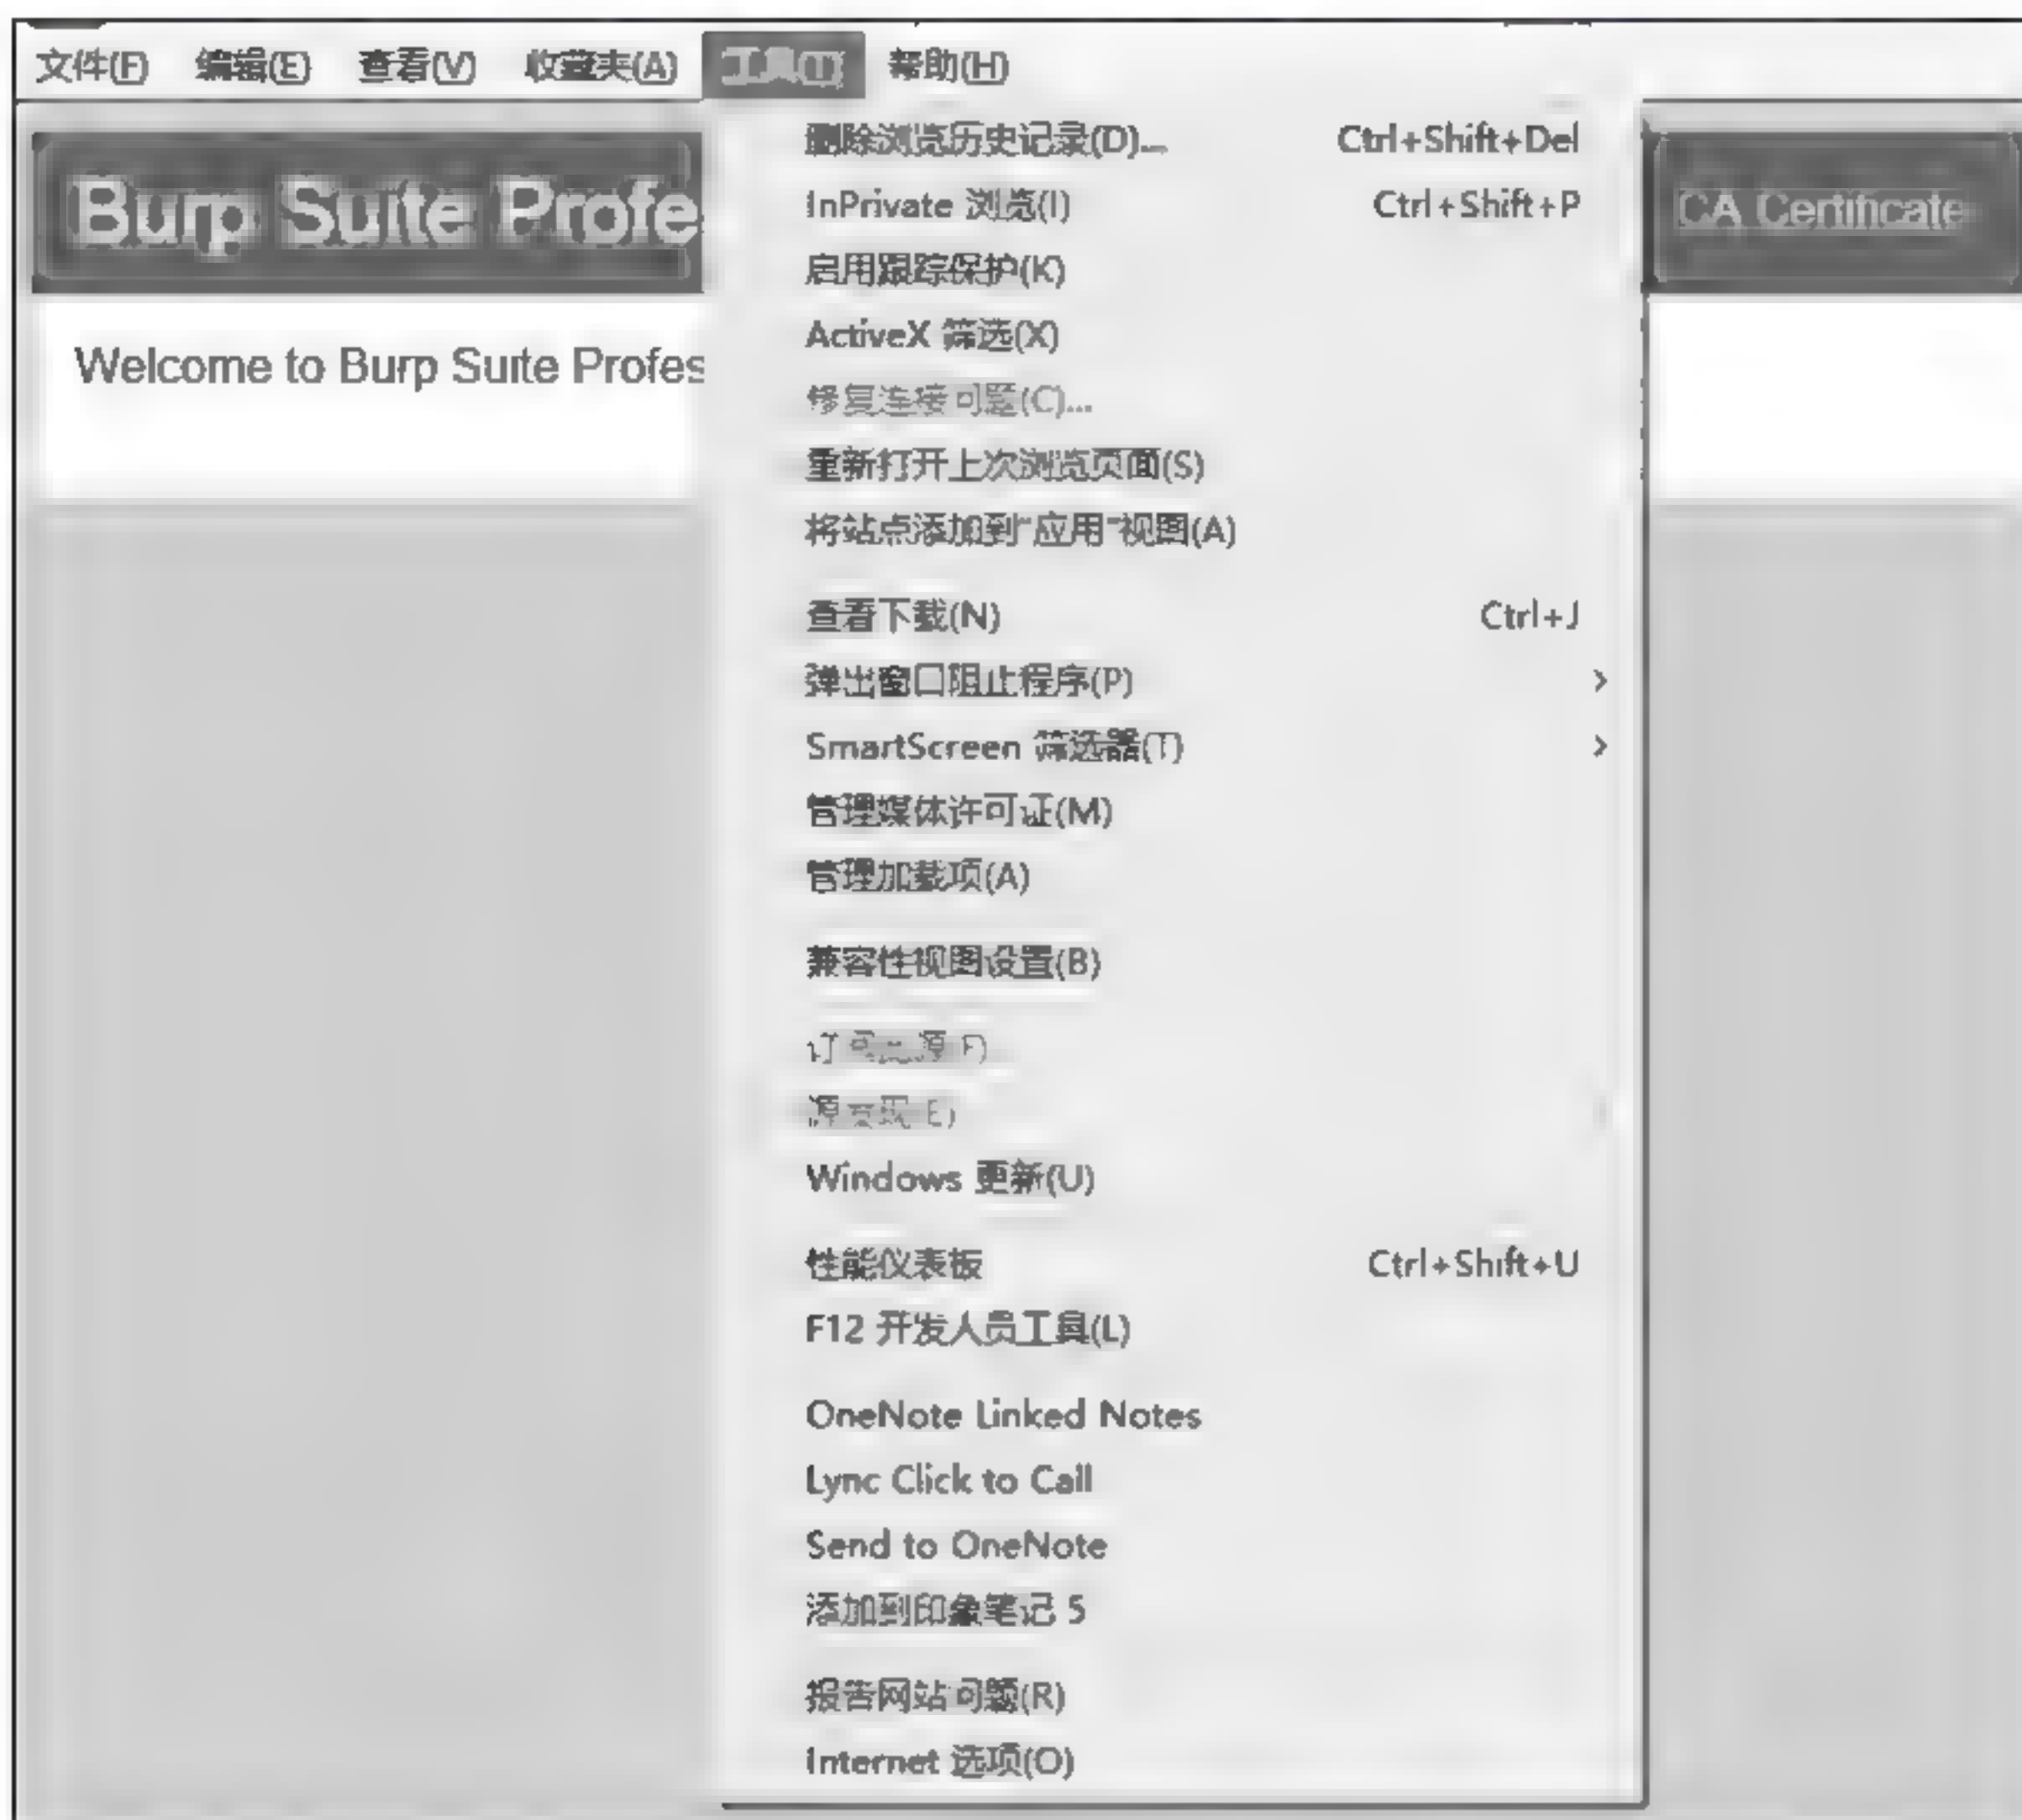 文件(F) 编辑(E) 查看(V) 收藏夹(A) 工具(T) 帮助(H)
Burp Suite Profe
CA Certificate
Welcome to Burp Suite Profes
删除浏览历史记录(D)... Ctrl+Shift+Del
InPrivate 浏览(I) Ctrl+Shift+P
启用跟踪保护(K)
ActiveX 筛选(X)
修复连接问题(C)...
重新打开上次浏览页面(S)
将站点添加到“应用”视图(A)
查看下载(N) Ctrl+J
弹出窗口阻止程序(P) >
SmartScreen 筛选器(T) >
管理媒体许可证(M)
管理加载项(A)
兼容性视图设置(B)
源发现(E)
Windows 更新(U)
性能仪表板 Ctrl+Shift+U
F12 开发人员工具(L)
OneNote Linked Notes
Lync Click to Call
Send to OneNote
添加到印象笔记 5
报告网站问题(R)
Internet 选项(O)